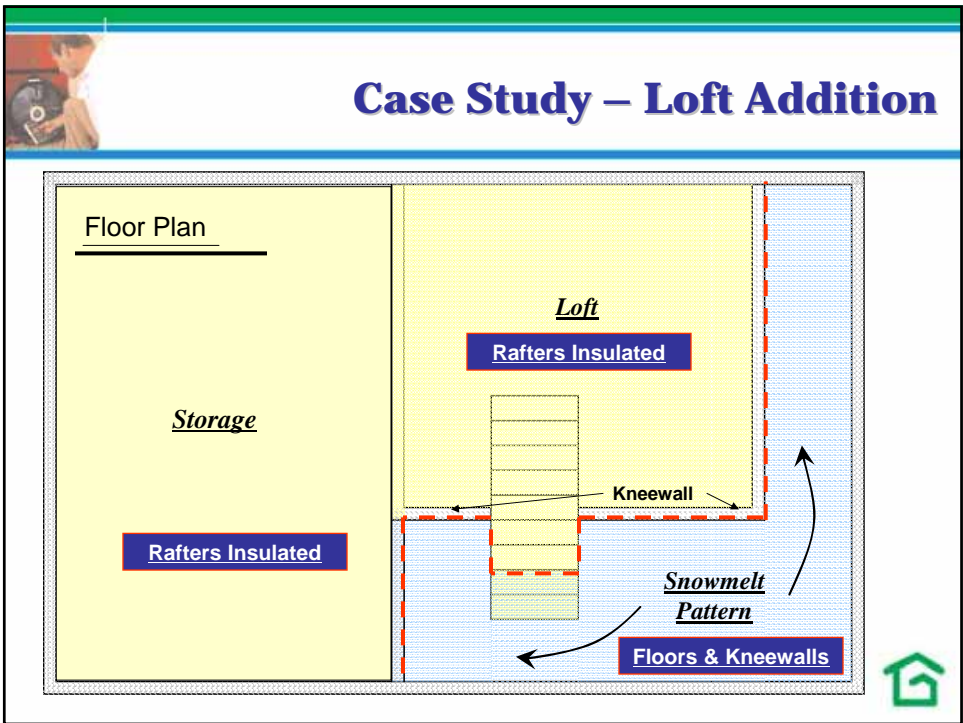 Case Study – Loft Addition
Floor Plan
Loft
Rafters Insulated
Storage
Kneewall
Rafters Insulated
Snowmelt
Pattern
Floors & Kneewalls